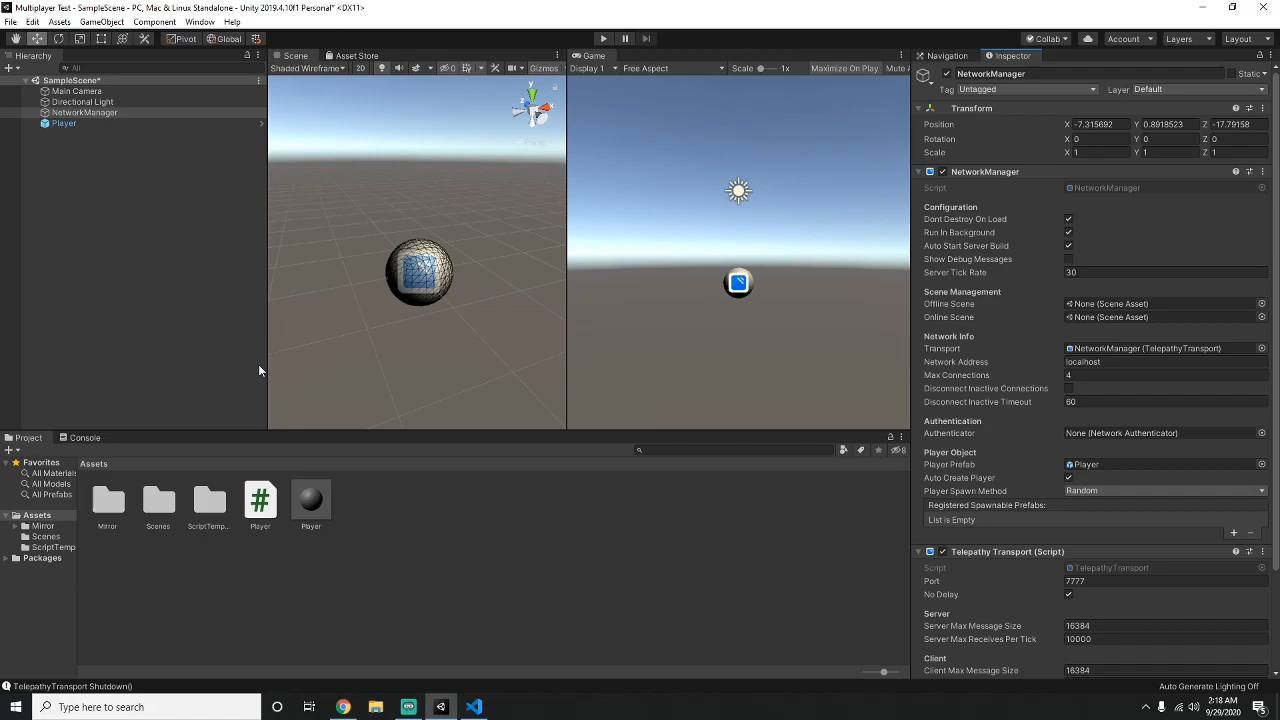 Multiplayer Test - SampleScene - PC, Mac & Linux Standalone - Unity 2019.4.10f1 Personal* <DX11>
File Edit Assets GameObject Component Mirror Window Help
Pivot Global Collab Account Layers Layout
Hierarchy
All
SampleScene*
Main Camera
Directional Light
NetworkManager
Player
Scene Asset Store
Shaded Wireframe 2D 0 Gizmos
y
x
Persp
Game
Display 1 Free Aspect Scale 1x Maximize On Play Mute A
Navigation Inspector
NetworkManager Static
Tag Untagged Layer Default
Transform
Position X -7.315692 Y 0.8918523 Z -17.79158
Rotation X 0 Y 0 Z 0
Scale X 1 Y 1 Z 1
NetworkManager
Script NetworkManager
Configuration
Dont Destroy On Load
Run In Background
Auto Start Server Build
Show Debug Messages
Server Tick Rate 30
Scene Management
Offline Scene None (Scene Asset)
Online Scene None (Scene Asset)
Network Info
Transport NetworkManager (TelepathyTransport)
Network Address localhost
Max Connections 4
Disconnect Inactive Connections
Disconnect Inactive Timeout 60
Authentication
Authenticator None (Network Authenticator)
Player Object
Player Prefab Player
Auto Create Player
Player Spawn Method Random
Registered Spawnable Prefabs:
List is Empty
Telepathy Transport (Script)
Script TelepathyTransport
Port 7777
No Delay
Server
Server Max Message Size 16384
Server Max Receives Per Tick 10000
Client
Client Max Message Size 16384
Project Console
8
Favorites
All Materials
All Models
All Prefabs
Assets
Mirror
Scenes
ScriptTemp
Packages
Assets
Mirror Scenes ScriptTemp... Player Player
TelepathyTransport Shutdown()
Auto Generate Lighting Off
Type here to search
2:18 AM
9/29/2020